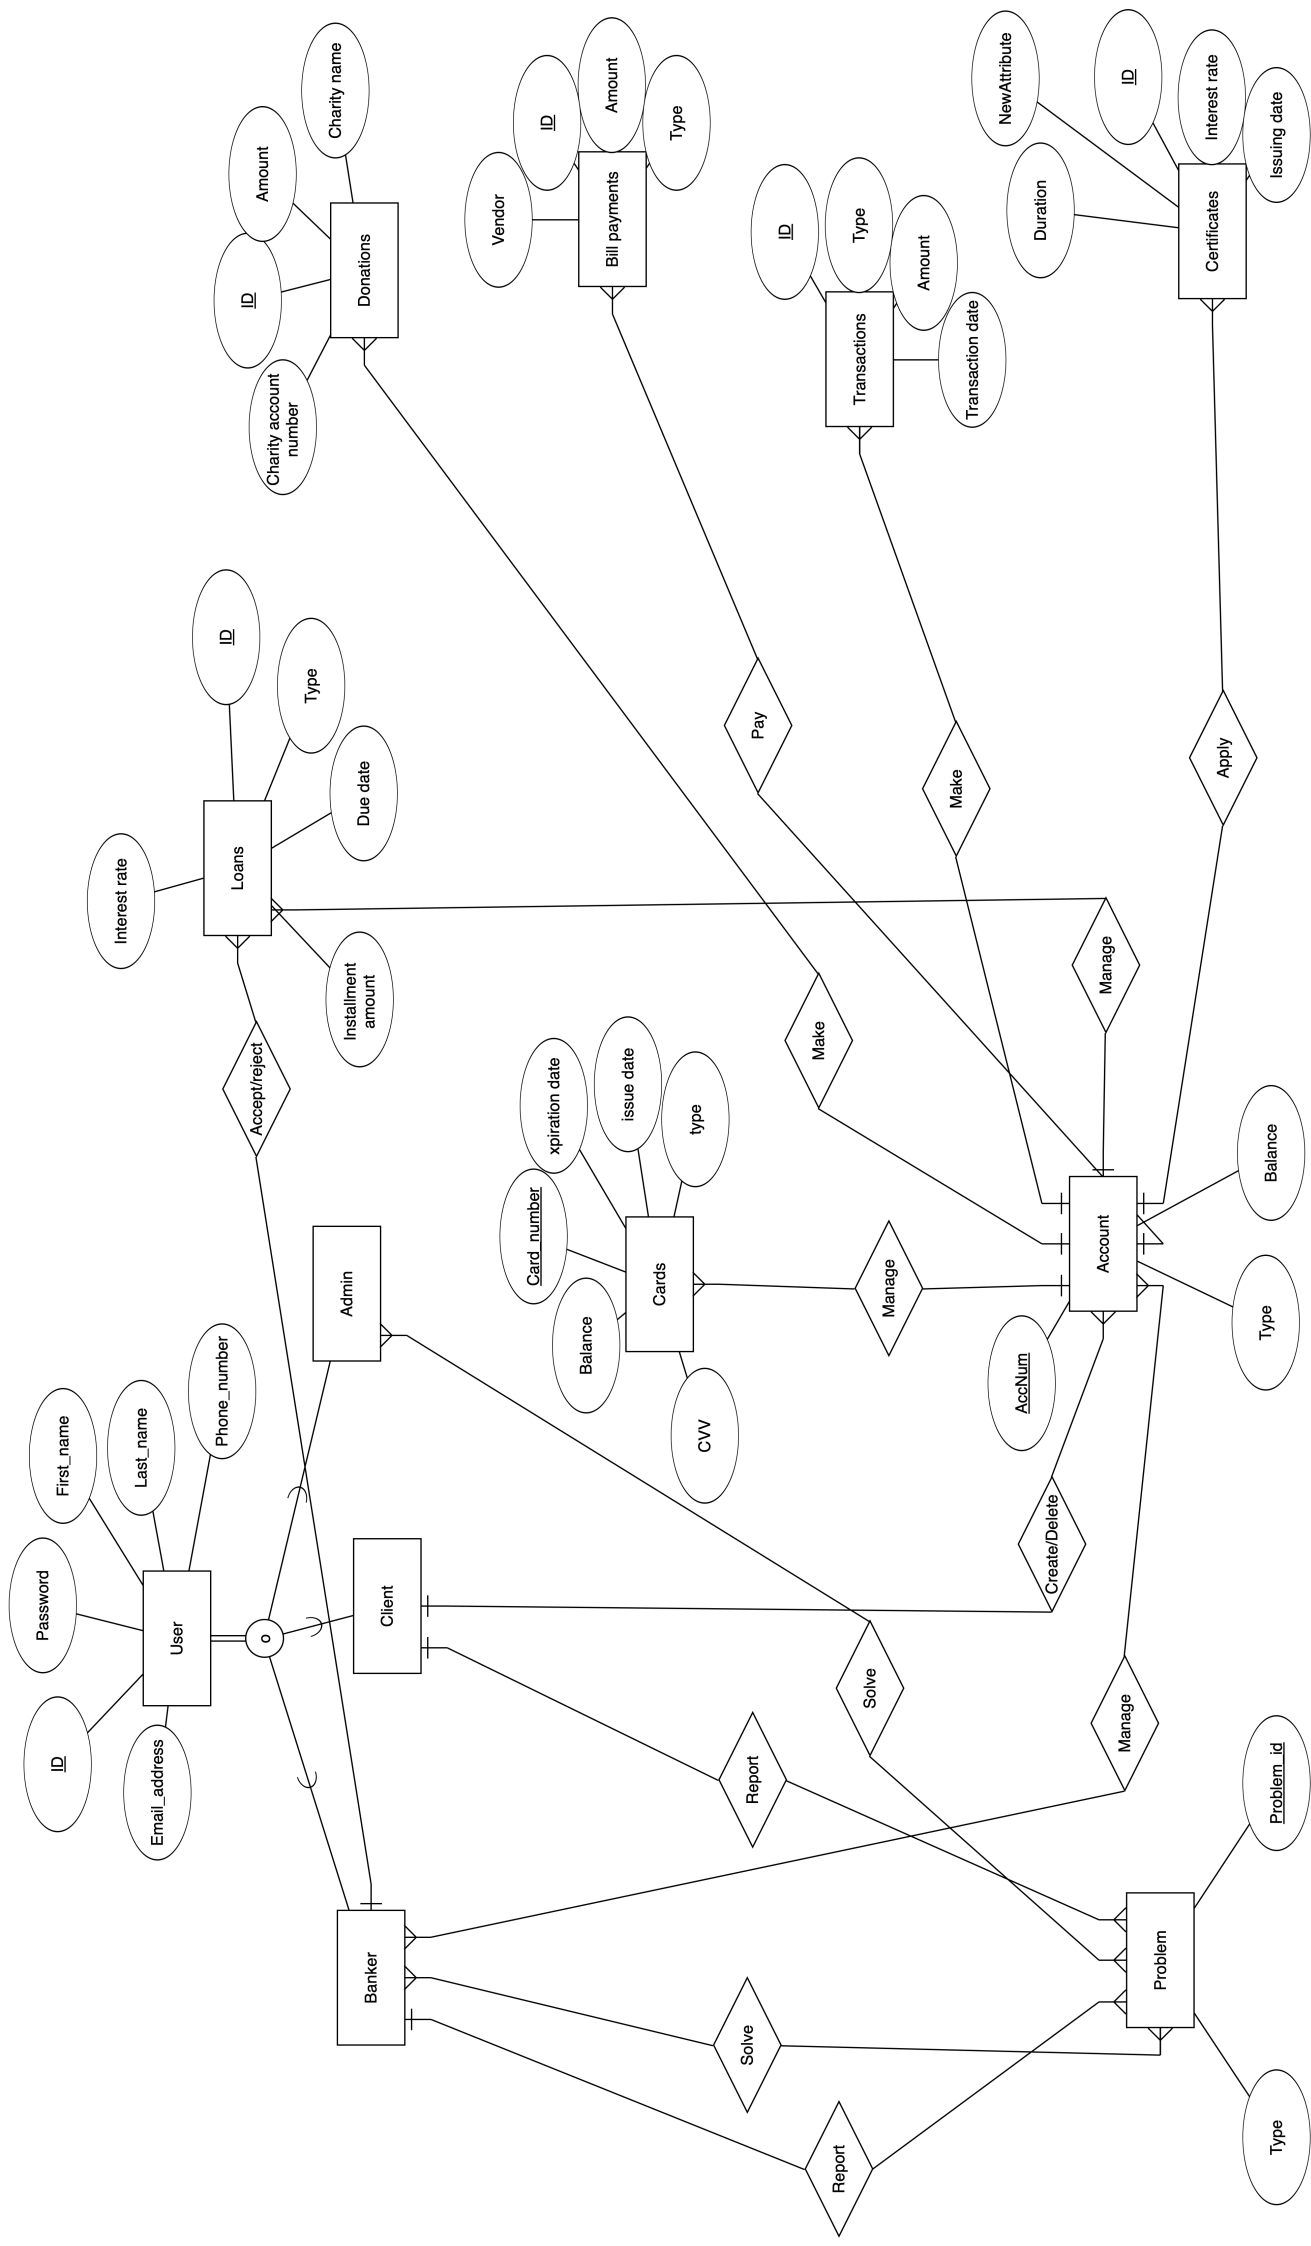 ID
Password
First_name
Last_name
Phone_number
Email_address
User
o
Banker
Client
Admin
Accept/reject
Loans
Interest rate
ID
Type
Due date
Installment
amount
Donations
Charity account
number
ID
Amount
Charity name
Bill payments
Vendor
ID
Amount
Type
Transactions
ID
Type
Amount
Transaction date
Certificates
Duration
NewAttribute
ID
Interest rate
Issuing date
Pay
Make
Make
Apply
Manage
Cards
CVV
Balance
Card_number
xpiration date
issue date
type
Manage
Account
AccNum
Type
Balance
Create/Delete
Manage
Solve
Report
Solve
Report
Problem
Type
Problem_id